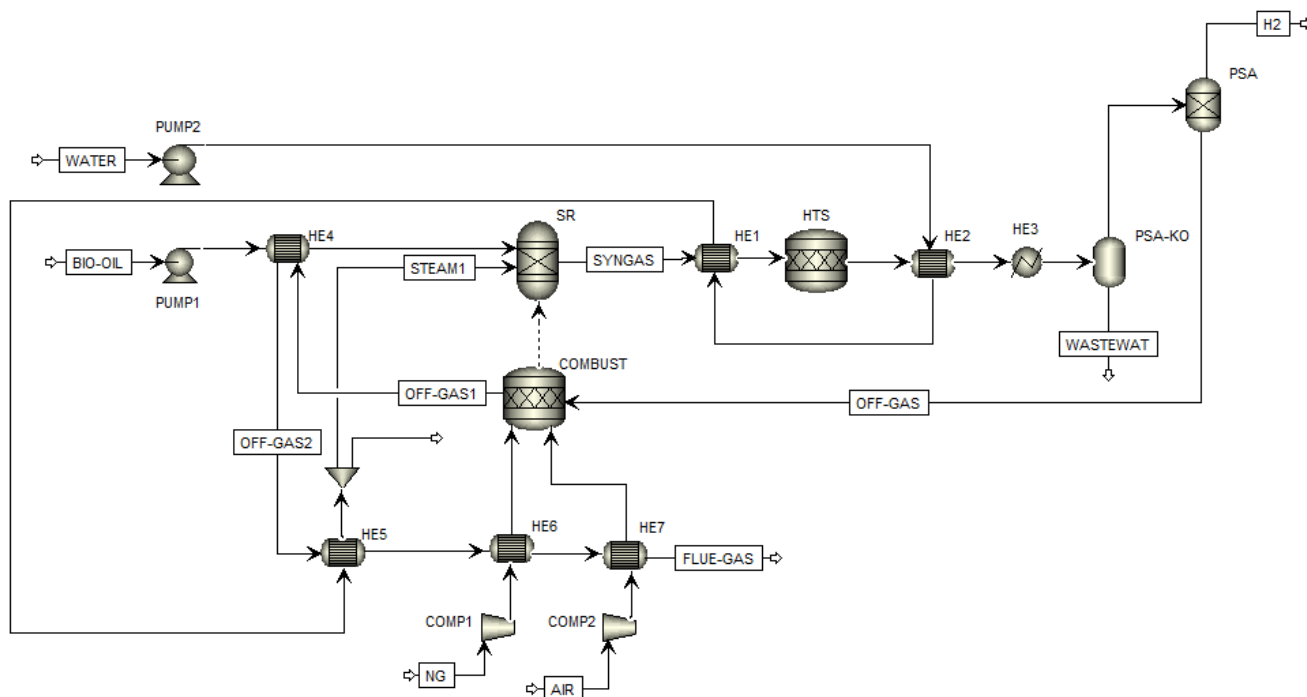 H2
PSA
PUMP2
WATER
SR
HTS
HE4
HE1
HE2
HE3
PSA-KO
BIO-OIL
STEAM1
SYNGAS
PUMP1
WASTEWAT
COMBUST
OFF-GAS1
OFF-GAS
OFF-GAS2
HE5
HE6
HE7
FLUE-GAS
COMP1
COMP2
NG
AIR